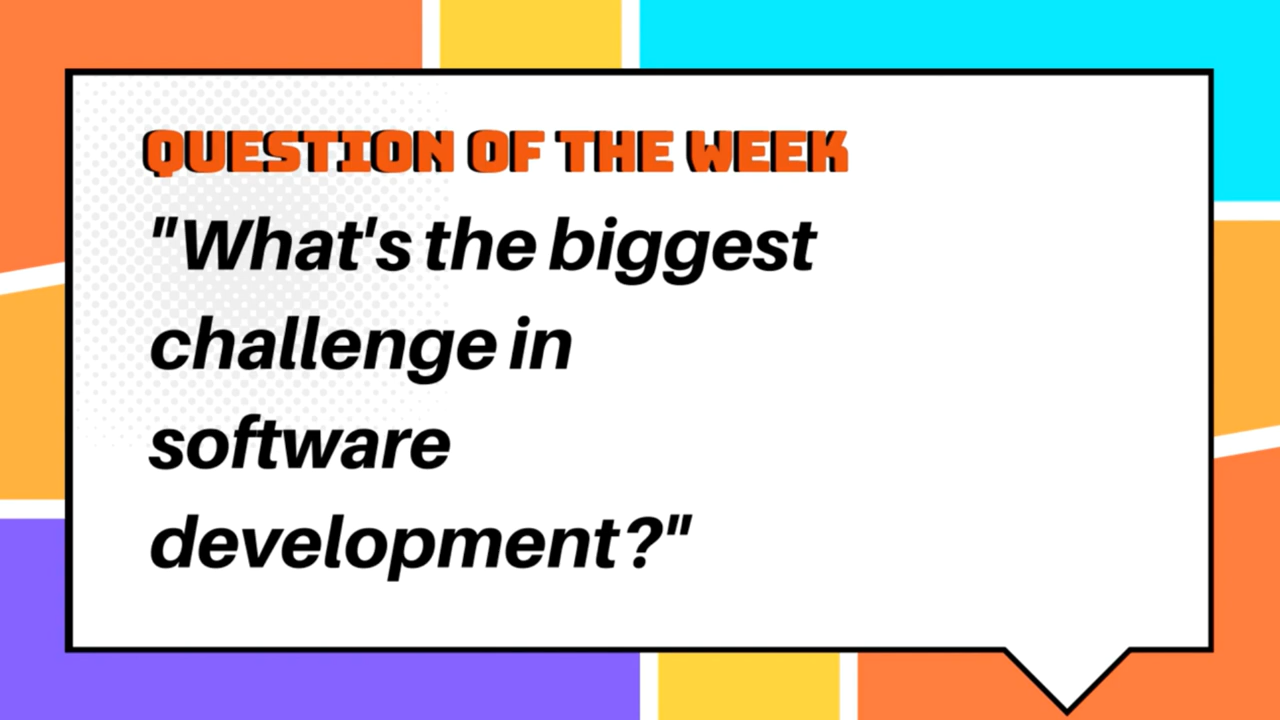 QUESTION OF THE WEEK
"What's the biggest
challenge in
software
development?"